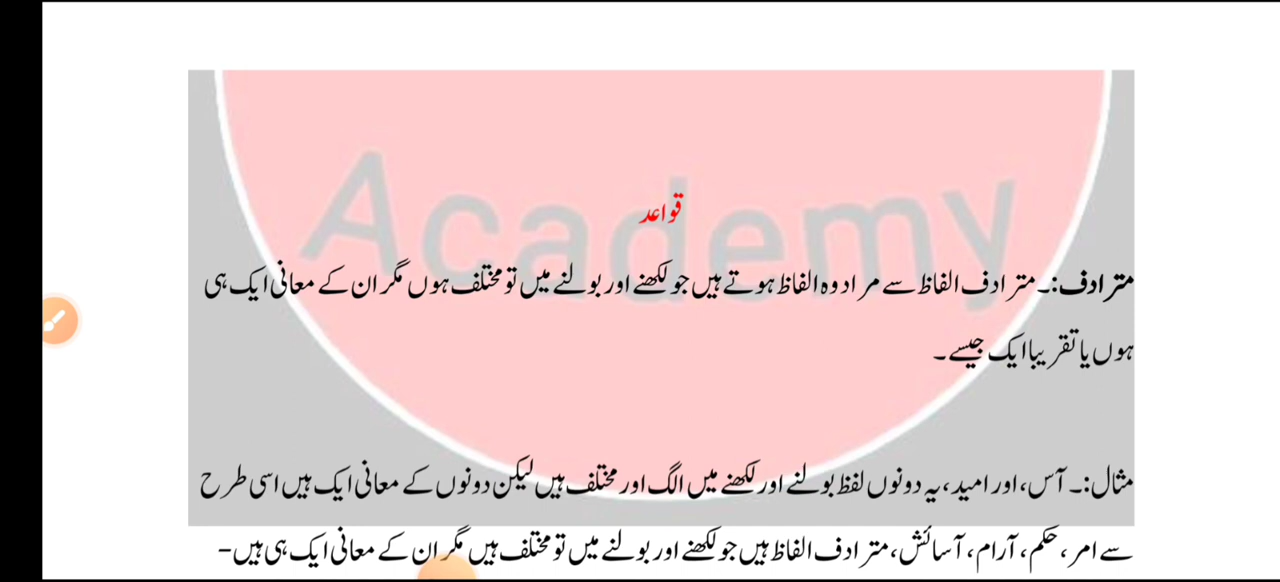 Academy
قواعد
مترادف:۔ مترادف الفاظ سے مراد وہ الفاظ ہوتے ہیں جو لکھنے اور بولنے میں تو مختلف ہوں مگر ان کے معانی ایک ہی
ہوں یا تقریبا ایک جیسے۔
مثال:۔ آس، اور امید، یہ دونوں لفظ بولنے اور لکھنے میں الگ اور مختلف ہیں لیکن دونوں کے معانی ایک ہیں اسی طرح
سے امر، حکم، آرام، آسائش، مترادف الفاظ ہیں جو لکھنے اور بولنے میں تو مختلف ہیں مگر ان کے معانی ایک ہی ہیں-